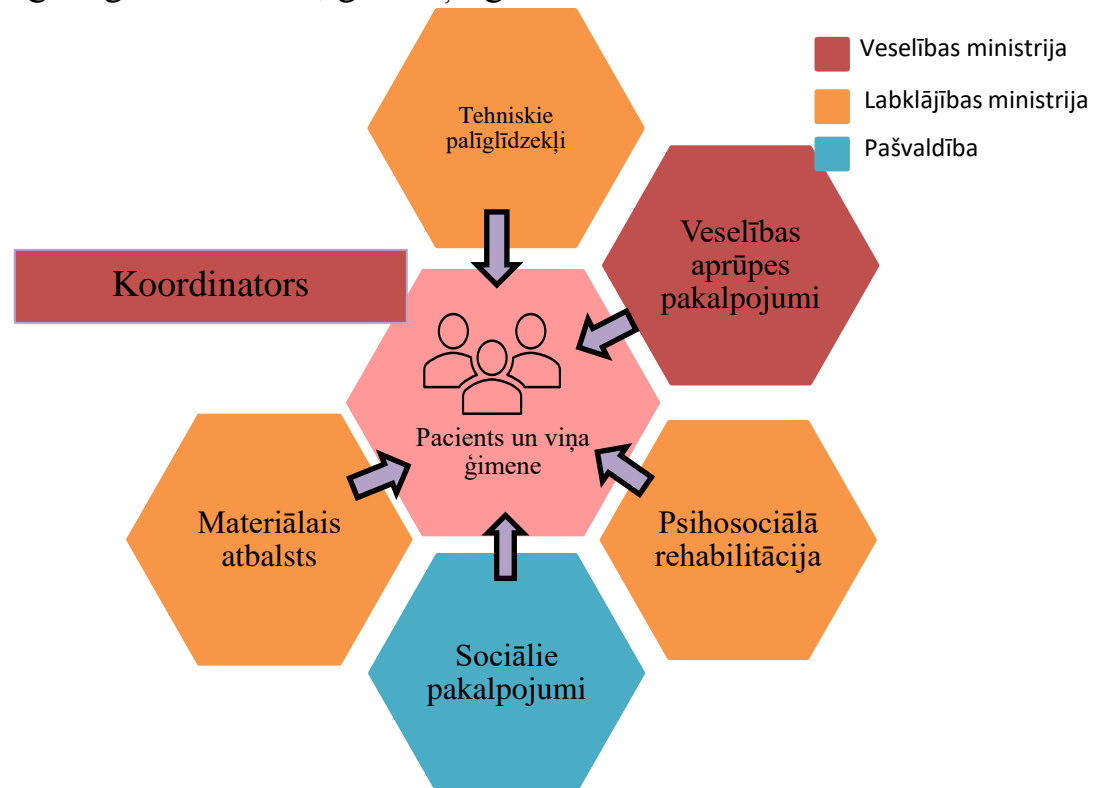 Veselības ministrija
Labklājības ministrija
Pašvaldība
Tehniskie
palīglīdzekļi
Veselības
aprūpes
pakalpojumi
Koordinators
Pacients un viņa
ģimene
Materiālais
atbalsts
Psihosociālā
rehabilitācija
Sociālie
pakalpojumi